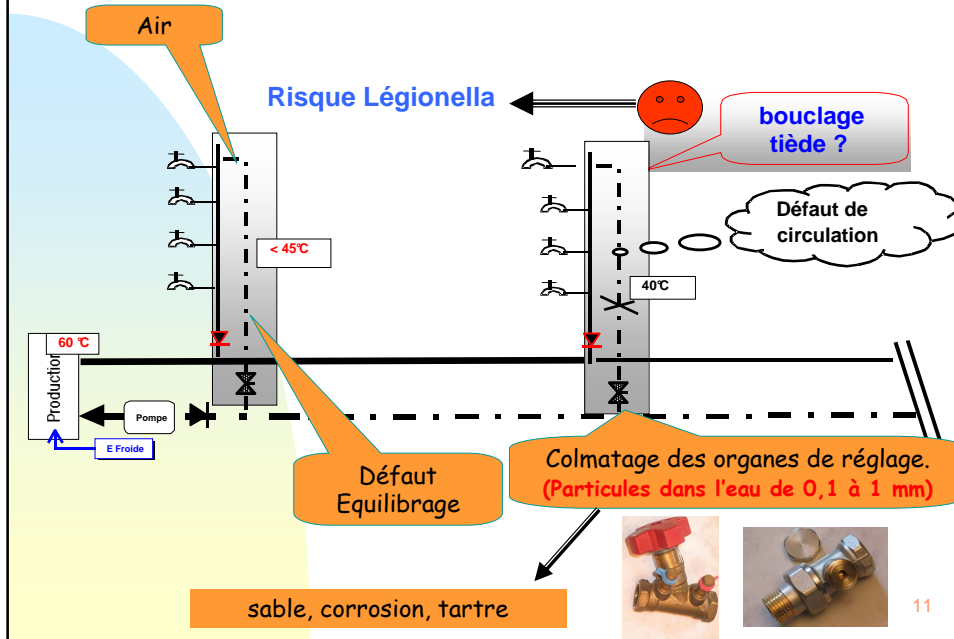 Air
Risque Légionella
bouclage
tiède ?
Défaut de
circulation
< 45°C
40°C
60 °C
Production
Pompe
E Froide
Défaut
Equilibrage
Colmatage des organes de réglage.
(Particules dans l'eau de 0,1 à 1 mm)
sable, corrosion, tartre
11